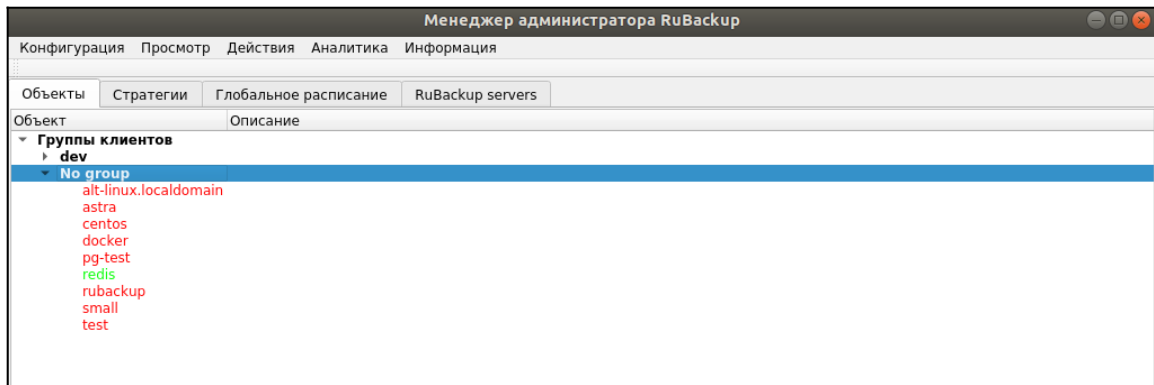 Менеджер администратора RuBackup
Конфигурация Просмотр Действия Аналитика Информация
Объекты Стратегии Глобальное расписание RuBackup servers
Объект Описание
Группы клиентов
dev
No group
alt-linux.localdomain
astra
centos
docker
pg-test
redis
rubackup
small
test